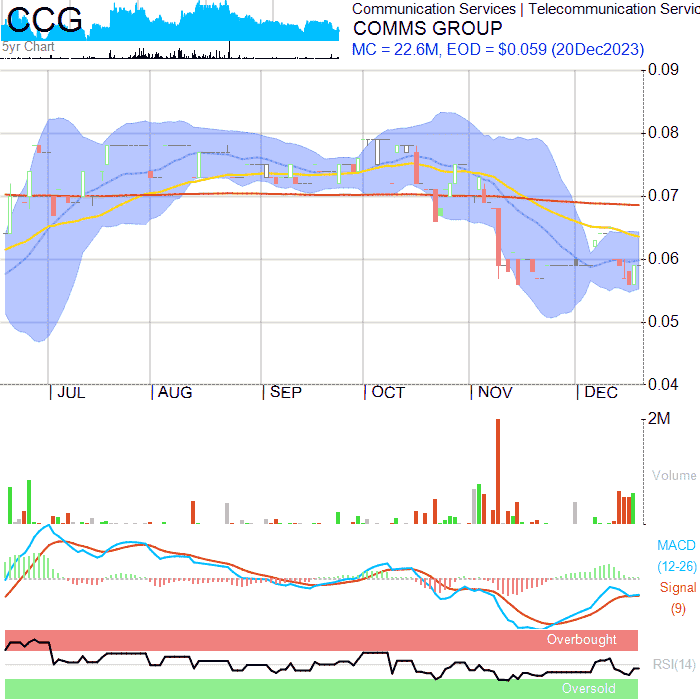 CCG
5yr Chart
Communication Services | Telecommunication Servic
COMMS GROUP
MC = 22.6M, EOD = $0.059 (20Dec2023)
0.09
0.08
0.07
0.06
0.05
0.04
JUL AUG SEP OCT NOV DEC
2M
Volume
MACD
(12-26)
Signal
(9)
Overbought
RSI(14)
Oversold